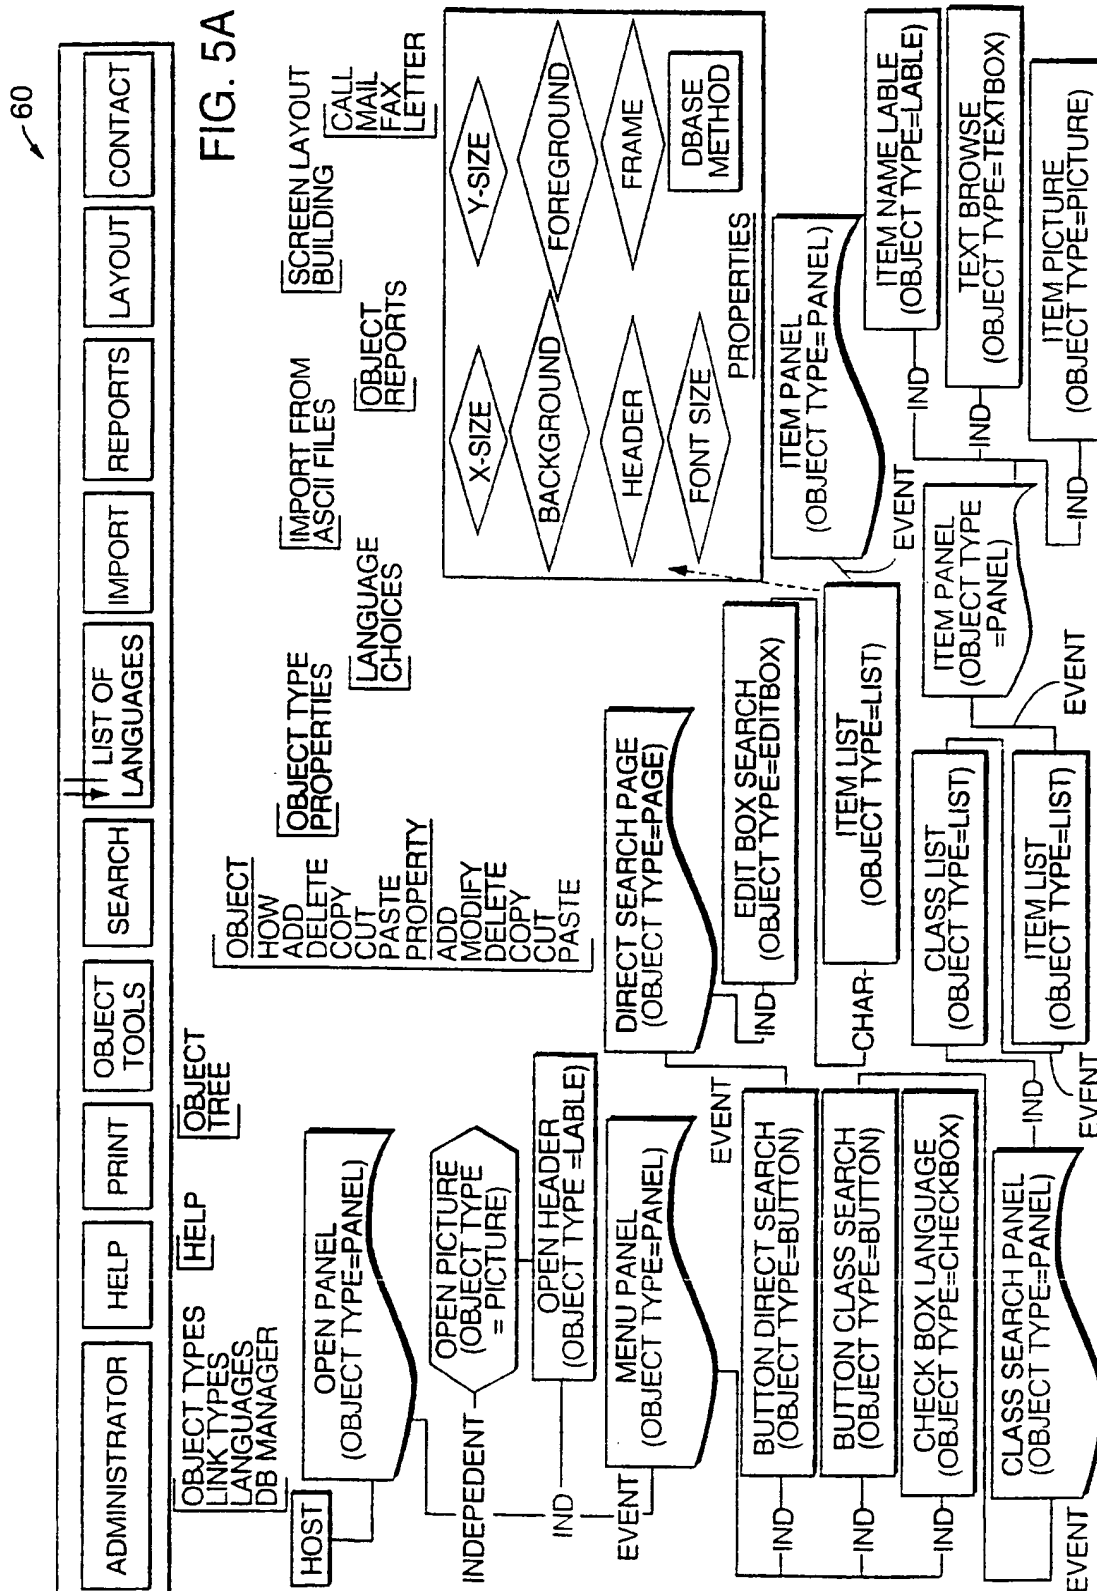 60
FIG. 5A
ADMINISTRATOR
HELP
PRINT
OBJECT
TOOLS
SEARCH
LIST OF
LANGUAGES
IMPORT
REPORTS
LAYOUT
CONTACT
OBJECT TYPES
LINK TYPES
LANGUAGES
DB MANAGER
HELP
OBJECT
TREE
OBJECT
HOW
ADD
DELETE
COPY
CUT
PASTE
PROPERTY
ADD
MODIFY
DELETE
COPY
CUT
PASTE
OBJECT TYPE
PROPERTIES
LANGUAGE
CHOICES
IMPORT FROM
ASCII FILES
OBJECT
REPORTS
SCREEN LAYOUT
BUILDING
CALL
MAIL
FAX
LETTER
HOST
OPEN PANEL
(OBJECT TYPE=PANEL)
INDEPEDENT
OPEN PICTURE
(OBJECT TYPE
= PICTURE)
IND
OPEN HEADER
(OBJECT TYPE =LABLE)
EVENT
MENU PANEL
(OBJECT TYPE=PANEL)
EVENT
IND
BUTTON DIRECT SEARCH
(OBJECT TYPE=BUTTON)
IND
BUTTON CLASS SEARCH
(OBJECT TYPE=BUTTON)
IND
CHECK BOX LANGUAGE
(OBJECT TYPE=CHECKBOX)
EVENT
CLASS SEARCH PANEL
(OBJECT TYPE=PANEL)
DIRECT SEARCH PAGE
(OBJECT TYPE=PAGE)
IND
EDIT BOX SEARCH
(OBJECT TYPE=EDITBOX)
CHAR
ITEM LIST
(OBJECT TYPE=LIST)
IND
CLASS LIST
(OBJECT TYPE=LIST)
EVENT
ITEM LIST
(OBJECT TYPE=LIST)
X-SIZE
Y-SIZE
BACKGROUND
FOREGROUND
HEADER
FRAME
FONT SIZE
DBASE
METHOD
PROPERTIES
EVENT
ITEM PANEL
(OBJECT TYPE= PANEL)
EVENT
ITEM PANEL
(OBJECT TYPE
=PANEL)
IND
ITEM NAME LABLE
(OBJECT TYPE=LABLE)
IND
TEXT BROWSE
(OBJECT TYPE=TEXTBOX)
IND
ITEM PICTURE
(OBJECT TYPE=PICTURE)